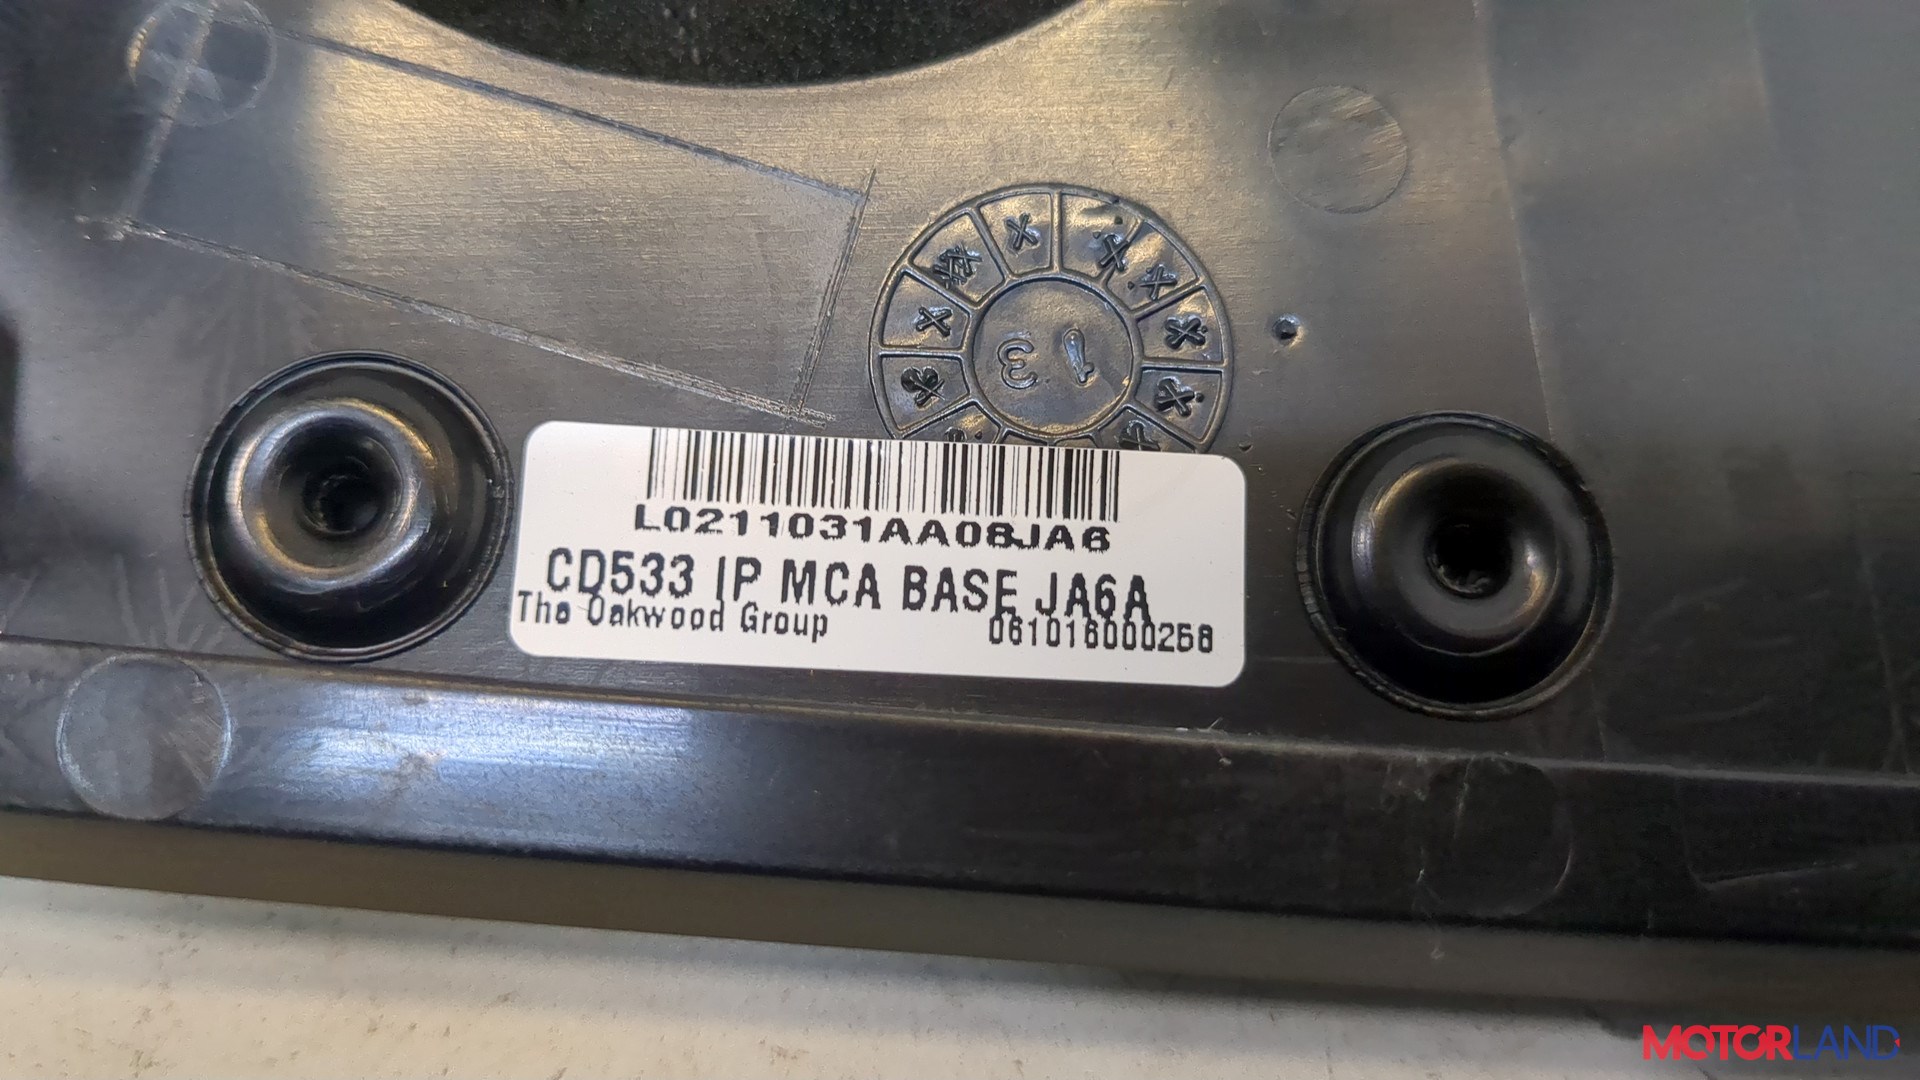 13
L0211031AA08JA6
CD533 IP MCA BASE JA6A
The Oakwood Group 061016000258
MOTORLAND